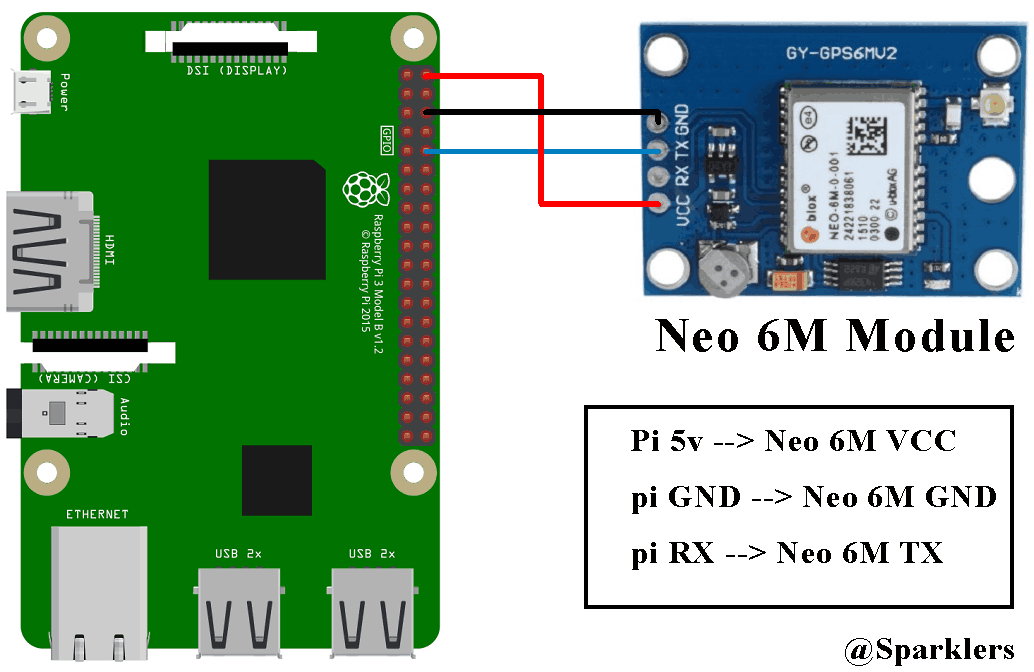 DSI (DISPLAY)
Power
GPIO
HDMI
Raspberry Pi 3 Model B v1.2
© Raspberry Pi 2015
CSI (CAMERA)
Audio
ETHERNET
USB 2x
USB 2x
GY-GPS6MV2
GND
TX
RX
VCC
blox
NEO-6M-0-001
24221838061
1510
0300 22
u-blox AG
84
Neo 6M Module
Pi 5v --> Neo 6M VCC
pi GND --> Neo 6M GND
pi RX --> Neo 6M TX
@Sparklers